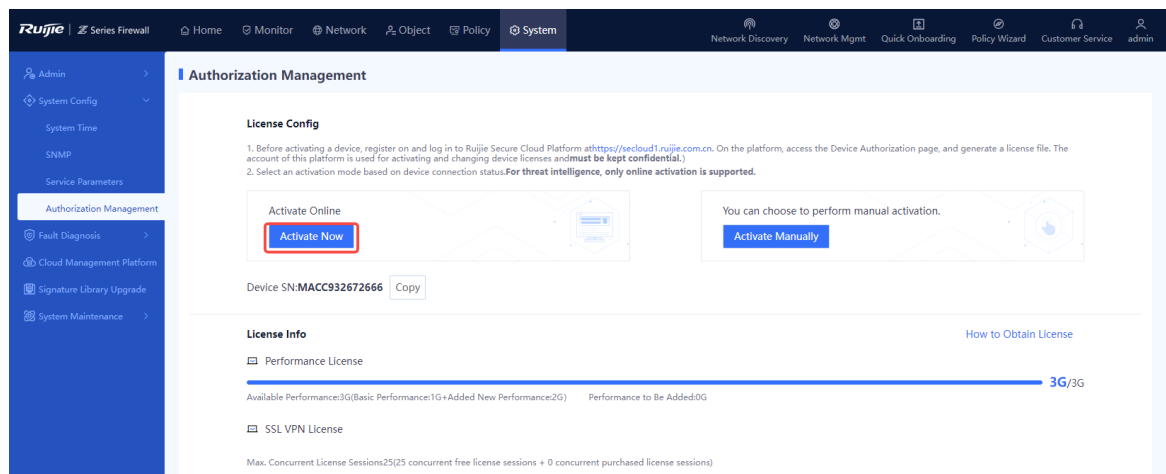 Ruijie | Z Series Firewall
Home
Monitor
Network
Object
Policy
System
Network Discovery
Network Mgmt
Quick Onboarding
Policy Wizard
Customer Service
admin
Admin
System Config
System Time
SNMP
Service Parameters
Authorization Management
Fault Diagnosis
Cloud Management Platform
Signature Library Upgrade
System Maintenance
Authorization Management
License Config
1. Before activating a device, register on and log in to Ruijie Secure Cloud Platform athttps://secloud1.ruijie.com.cn. On the platform, access the Device Authorization page, and generate a license file. The
account of this platform is used for activating and changing device licenses andmust be kept confidential.)
2. Select an activation mode based on device connection status.For threat intelligence, only online activation is supported.
Activate Online
Activate Now
You can choose to perform manual activation.
Activate Manually
Device SN:MACC932672666 Copy
License Info
How to Obtain License
Performance License
3G/3G
Available Performance:3G(Basic Performance:1G+Added New Performance:2G) Performance to Be Added:0G
SSL VPN License
Max. Concurrent License Sessions25(25 concurrent free license sessions + 0 concurrent purchased license sessions)